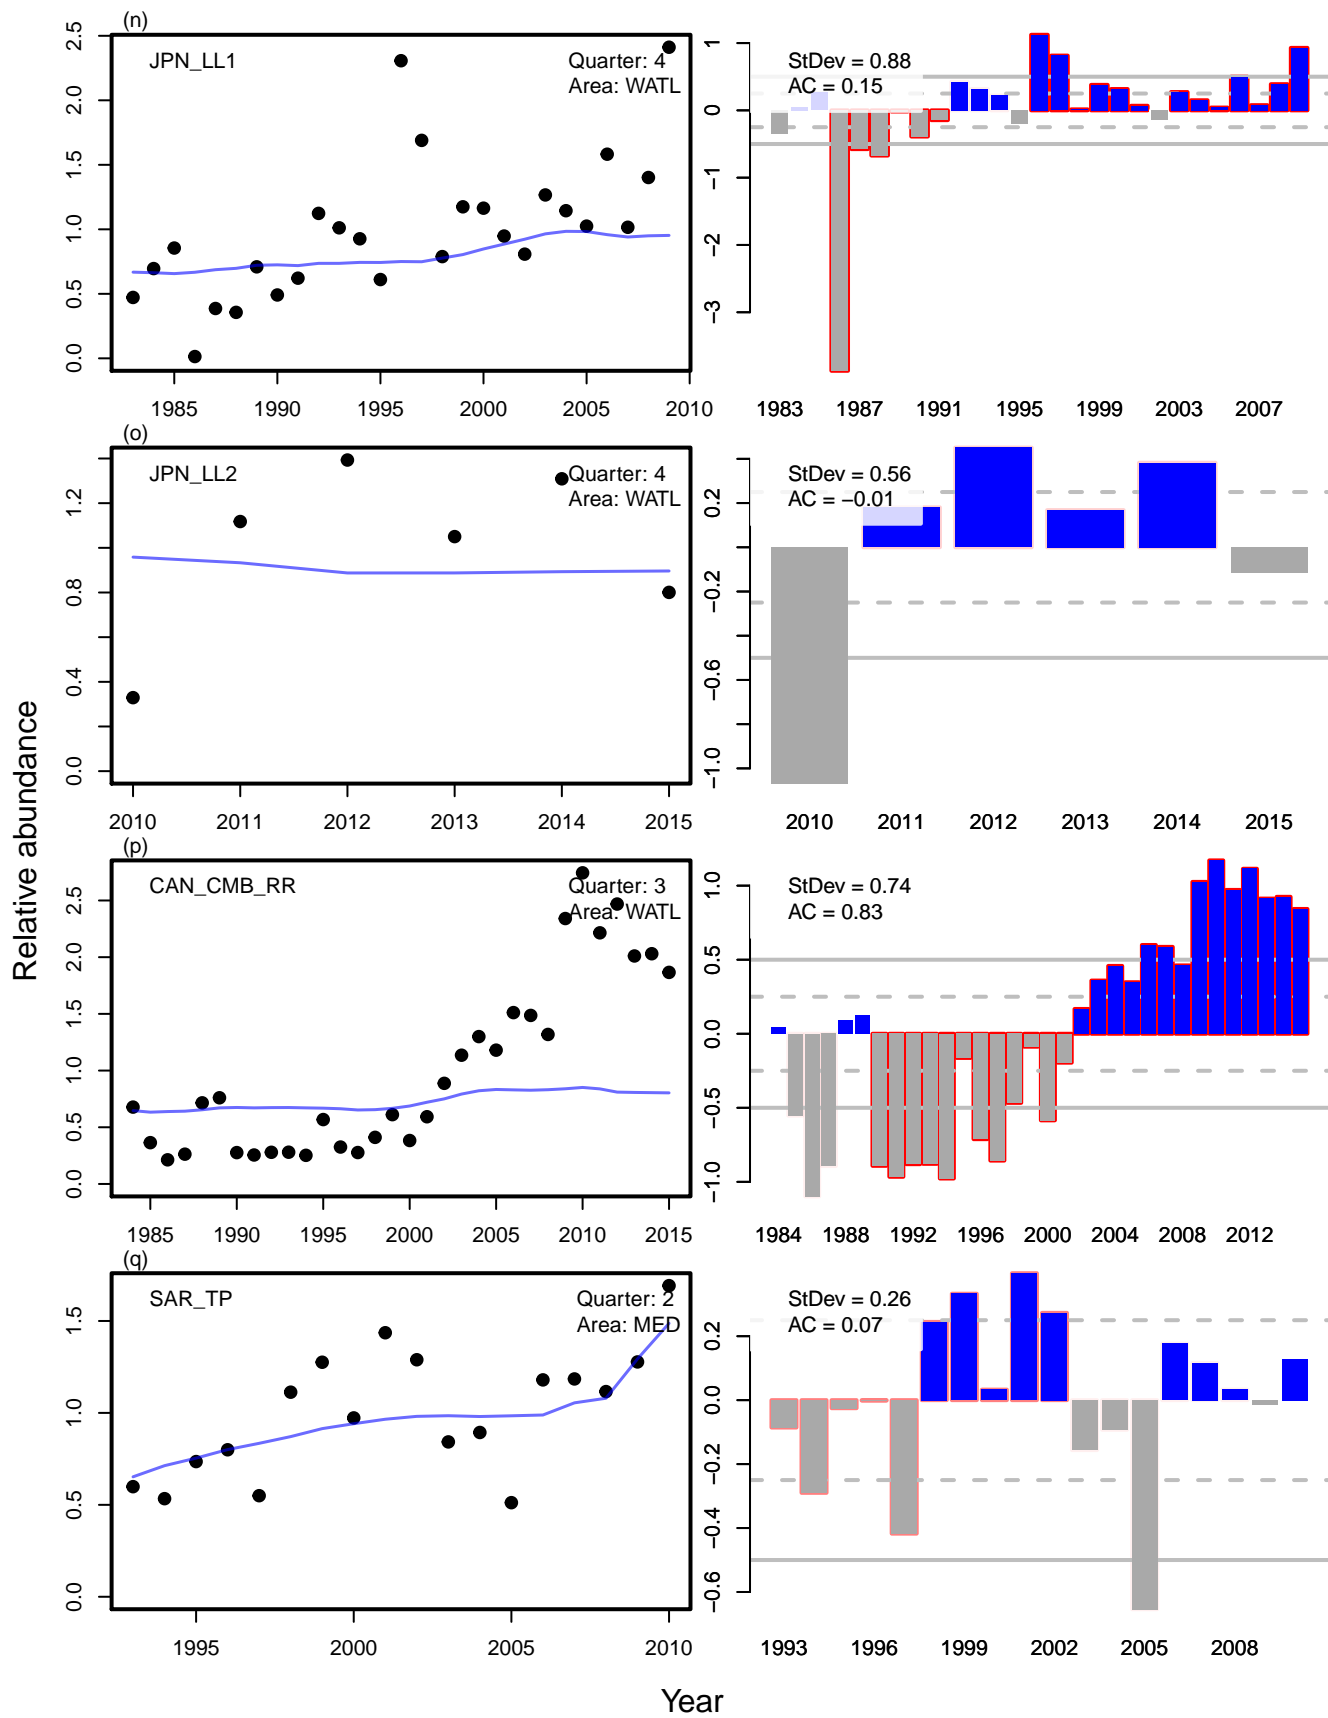 (n)
JPN_LL1
Quarter: 4
Area: WATL
0.0 0.5 1.0 1.5 2.0 2.5
1985 1990 1995 2000 2005 2010
StDev = 0.88
AC = 0.15
−3 −2 −1 0 1
1983 1987 1991 1995 1999 2003 2007
(o)
JPN_LL2
Quarter: 4
Area: WATL
0.0 0.4 0.8 1.2
2010 2011 2012 2013 2014 2015
StDev = 0.56
AC = −0.01
−1.0 −0.6 −0.2 0.2
2010 2011 2012 2013 2014 2015
(p)
CAN_CMB_RR
Quarter: 3
Area: WATL
0.0 0.5 1.0 1.5 2.0 2.5
1985 1990 1995 2000 2005 2010 2015
StDev = 0.74
AC = 0.83
−1.0 −0.5 0.0 0.5 1.0
1984 1988 1992 1996 2000 2004 2008 2012
(q)
SAR_TP
Quarter: 2
Area: MED
0.0 0.5 1.0 1.5
1995 2000 2005 2010
StDev = 0.26
AC = 0.07
−0.6 −0.4 −0.2 0.0 0.2
1993 1996 1999 2002 2005 2008
Relative abundance
Year